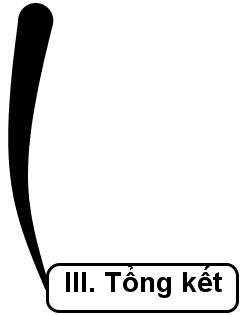 III. Tổng kết